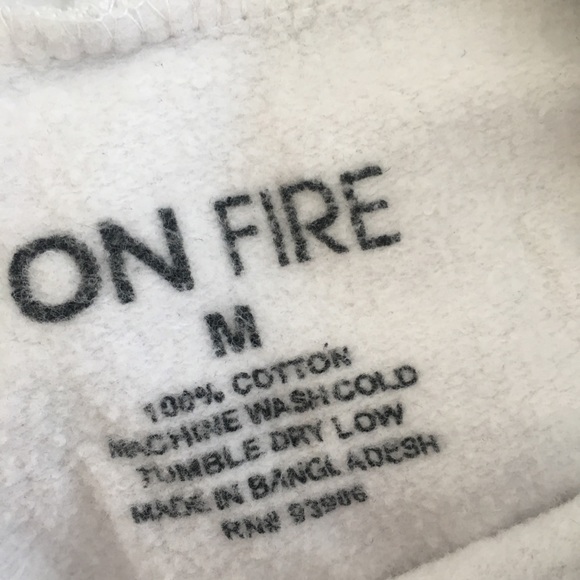 ON FIRE
M
100% COTTON
MACHINE WASH COLD
TUMBLE DRY LOW
MADE IN BANGLADESH
RN# 93906